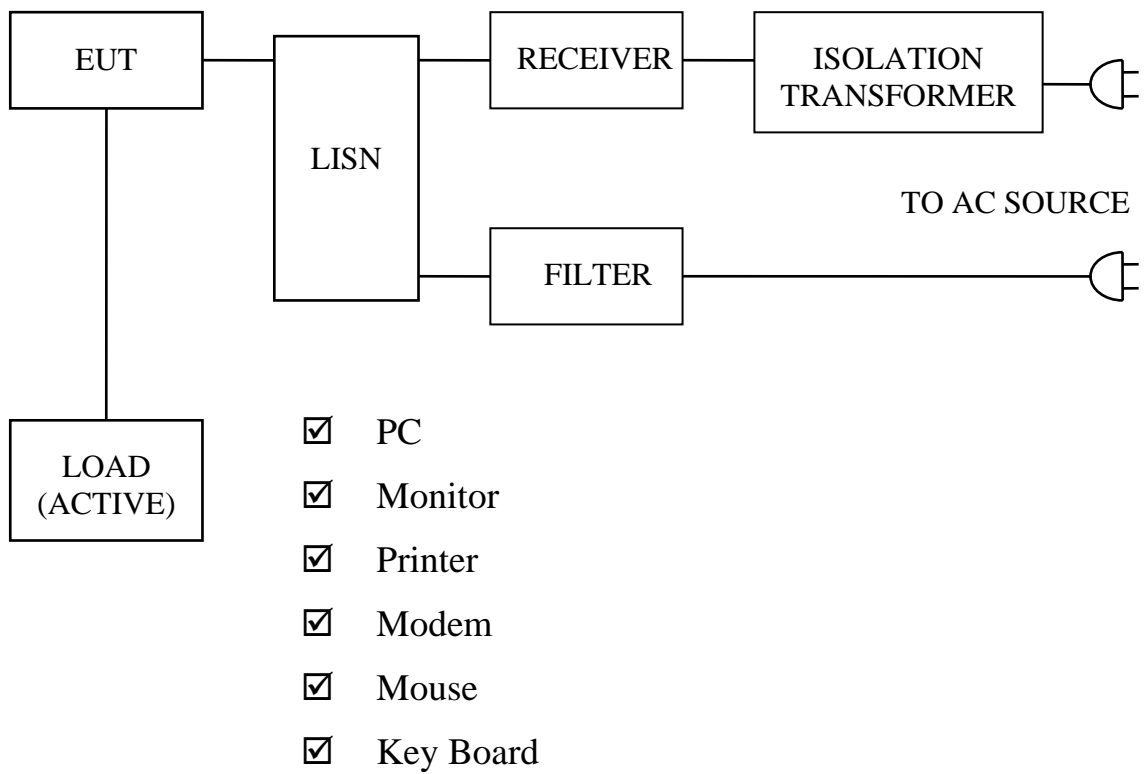 EUT
LISN
RECEIVER
ISOLATION
TRANSFORMER
TO AC SOURCE
FILTER
LOAD
(ACTIVE)
☑ PC
☑ Monitor
☑ Printer
☑ Modem
☑ Mouse
☑ Key Board